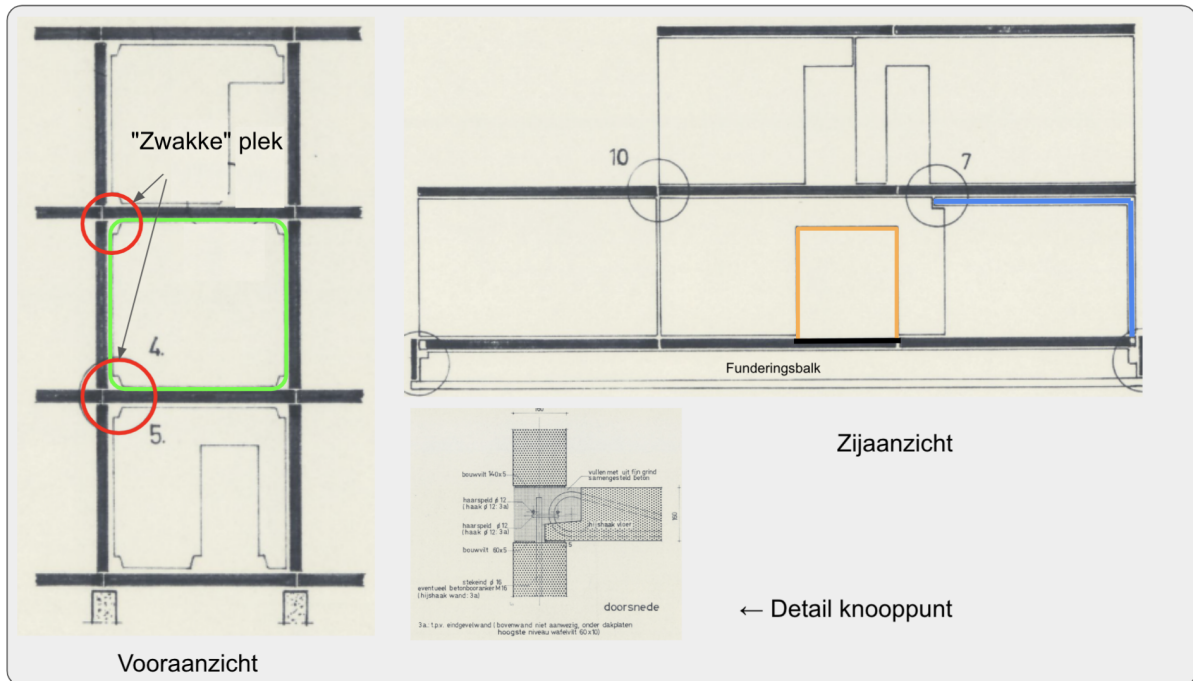 "Zwakke" plek
4.
5.
Vooraanzicht
10
7
Funderingsbalk
Zijaanzicht
bouwvilt 140x5
vullen met uit fijn grind
samengesteld beton
haarspeld ø 12
(haak ø 12: 3a)
hijshaak vloer
haarspeld ø 12
(haak ø 12: 3a)
bouwvilt 60x5
stekeind ø 16
eventueel betonbooranker M16
(hijshaak wand: 3a)
doorsnede
3a: t.p.v. eindgevelwand (bovenwand niet aanwezig, onder dakplaten
hoogste niveau wafelvilt 60x10)
← Detail knooppunt